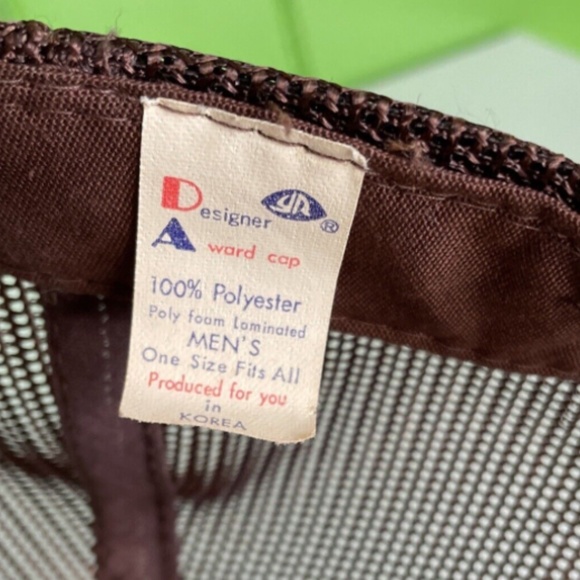 Designer ®
Award cap
100% Polyester
Poly foam Laminated
MEN'S
One Size Fits All
Produced for you
in
KOREA